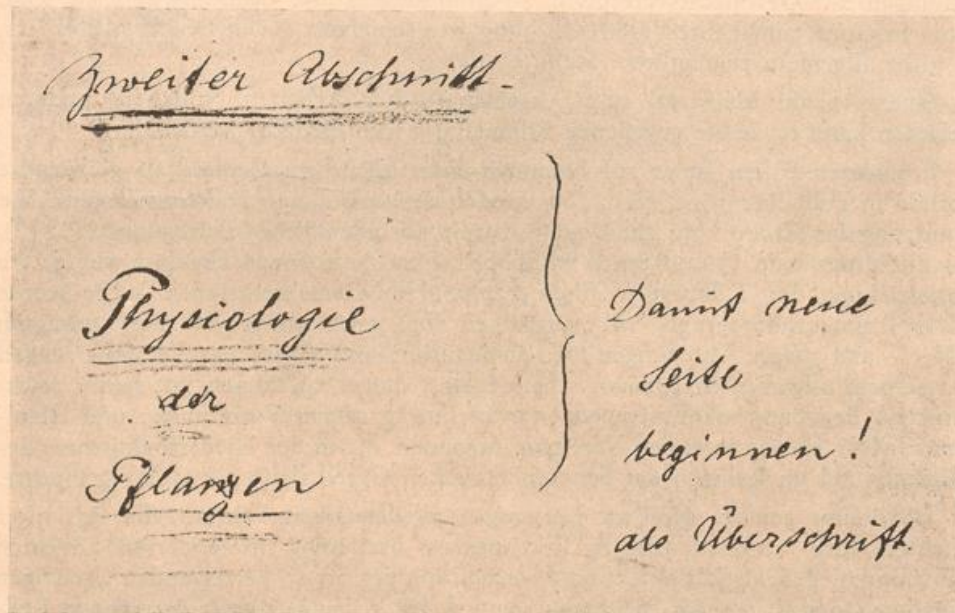 Zweiter Abschnitt.
Physiologie
der
Pflanzen
Damit neue
Seite
beginnen!
als Überschrift.